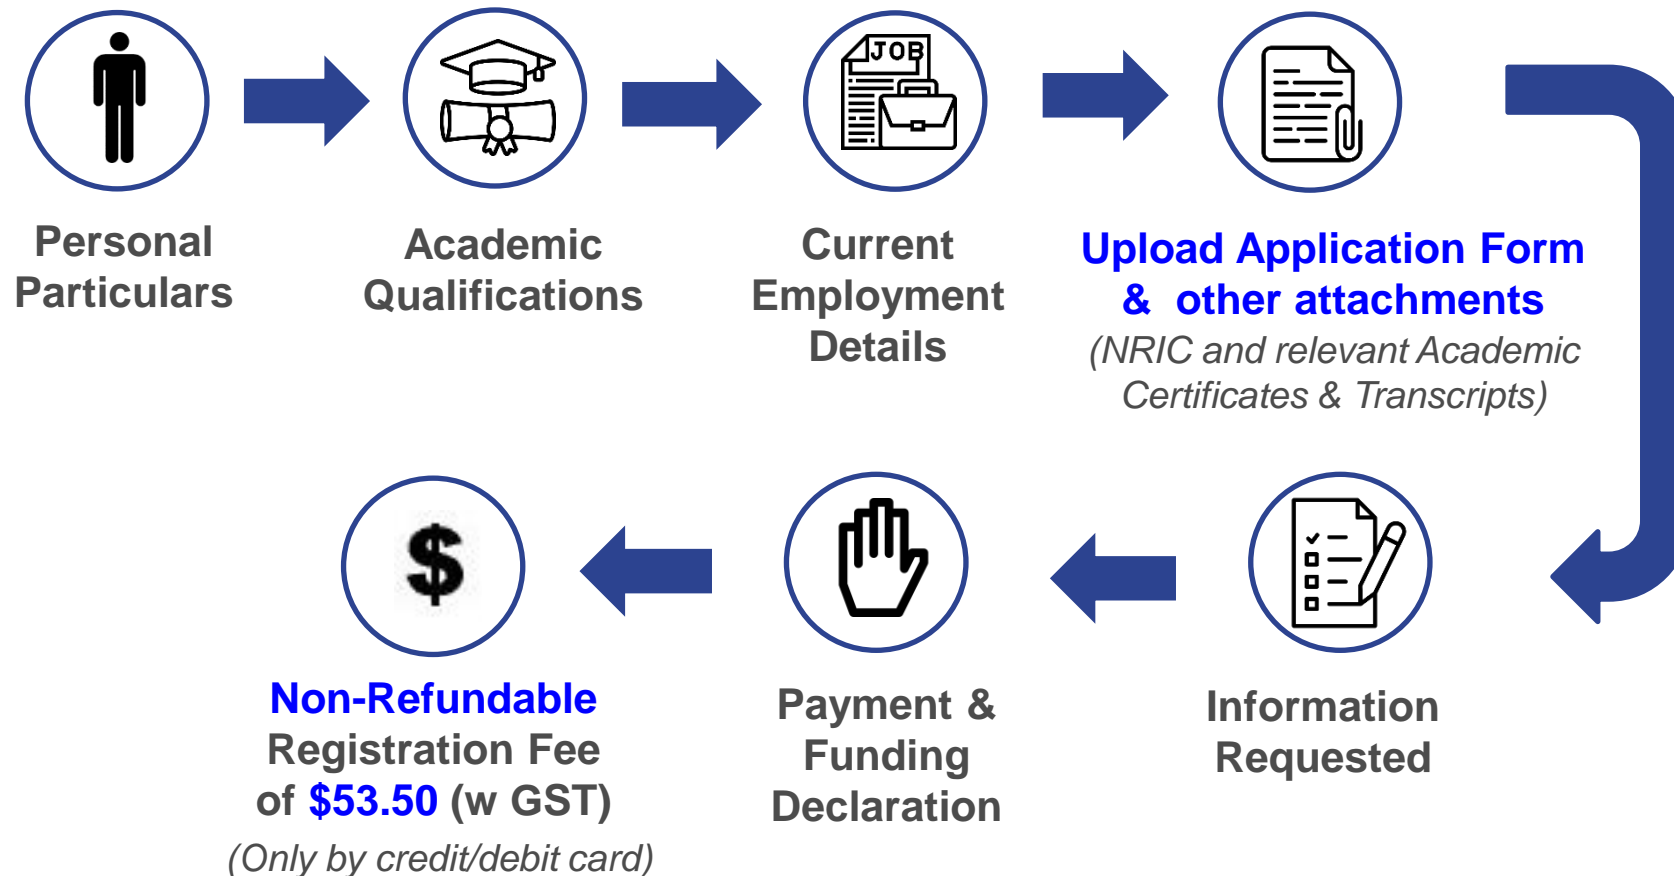 Personal
Particulars
Academic
Qualifications
JOB
Current
Employment
Details
Upload Application Form
& other attachments
(NRIC and relevant Academic
Certificates & Transcripts)
Information
Requested
Payment &
Funding
Declaration
$
Non-Refundable
Registration Fee
of $53.50 (w GST)
(Only by credit/debit card)